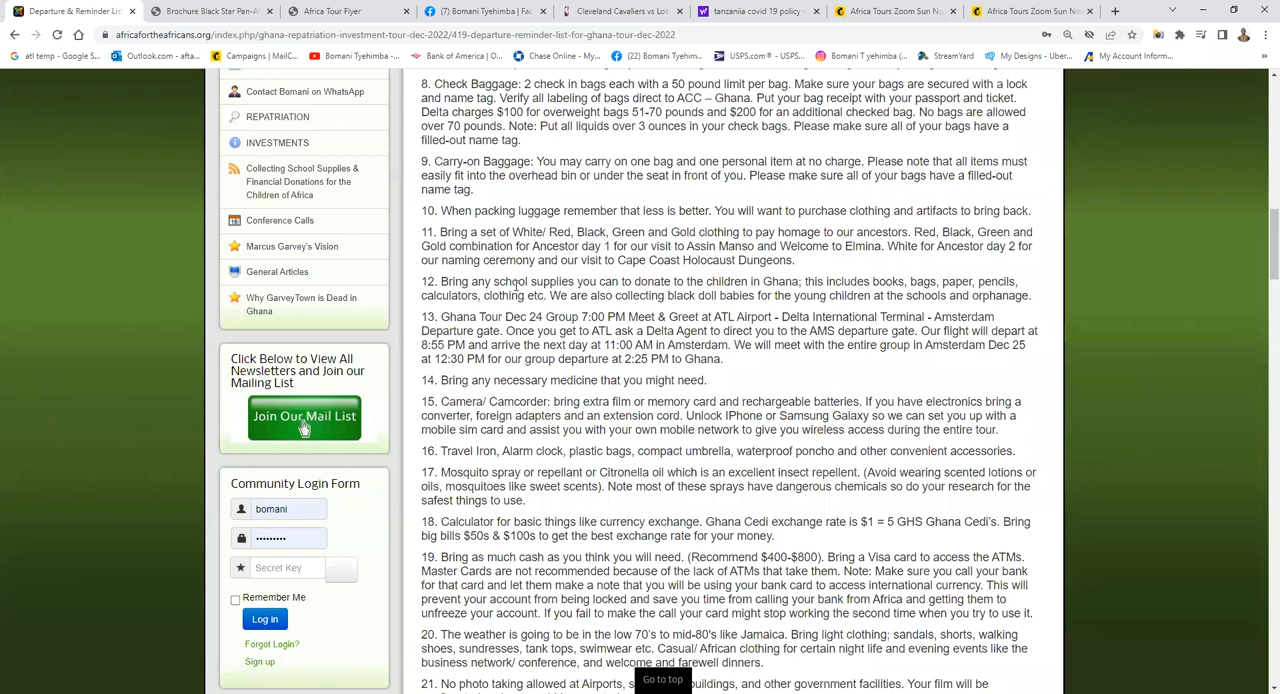 Departure & Reminder List
Brochure Black Star Pan-A
Africa Tour Flyer
(7) Bomani Tyehimba | Fac
Cleveland Cavaliers vs Lo
tanzaniia covid 19 policy -
Africa Tours Zoom Sun No
Africa Tours Zoom Sun No
africafortheafricans.org/index.php/ghana-repatriation-investment-tour-dec-2022/419-departure-reminder-list-for-ghana-tour-dec-2022
atl temp - Google S...
Outlook.com - afta...
Campaigns | MailC...
Bomani Tyehimba -...
Bank of America | O...
Chase Online - My...
(22) Bomani Tyehim...
USPS.com® - USPS...
Bomani T yehimba (...
StreamYard
My Designs - Uber...
My Account Inform...
Contact Bomani on WhatsApp
REPATRIATION
INVESTMENTS
Collecting School Supplies &
Financial Donations for the
Children of Africa
Conference Calls
Marcus Garvey's Vision
General Articles
Why GarveyTown is Dead in
Ghana
Click Below to View All
Newsletters and Join our
Mailing List
Join Our Mail List
Community Login Form
bomani
•••••••••
Secret Key
Remember Me
Log in
Forgot Login?
Sign up
8. Check Baggage: 2 check in bags each with a 50 pound limit per bag. Make sure your bags are secured with a lock
and name tag. Verify all labeling of bags direct to ACC – Ghana. Put your bag receipt with your passport and ticket.
Delta charges $100 for overweight bags 51-70 pounds and $200 for an additional checked bag. No bags are allowed
over 70 pounds. Note: Put all liquids over 3 ounces in your check bags. Please make sure all of your bags have a
filled-out name tag.
9. Carry-on Baggage: You may carry on one bag and one personal item at no charge. Please note that all items must
easily fit into the overhead bin or under the seat in front of you. Please make sure all of your bags have a filled-out
name tag.
10. When packing luggage remember that less is better. You will want to purchase clothing and artifacts to bring back.
11. Bring a set of White/ Red, Black, Green and Gold clothing to pay homage to our ancestors. Red, Black, Green and
Gold combination for Ancestor day 1 for our visit to Assin Manso and Welcome to Elmina. White for Ancestor day 2 for
our naming ceremony and our visit to Cape Coast Holocaust Dungeons.
12. Bring any school supplies you can to donate to the children in Ghana; this includes books, bags, paper, pencils,
calculators, clothing etc. We are also collecting black doll babies for the young children at the schools and orphanage.
13. Ghana Tour Dec 24 Group 7:00 PM Meet & Greet at ATL Airport - Delta International Terminal - Amsterdam
Departure gate. Once you get to ATL ask a Delta Agent to direct you to the AMS departure gate. Our flight will depart at
8:55 PM and arrive the next day at 11:00 AM in Amsterdam. We will meet with the entire group in Amsterdam Dec 25
at 12:30 PM for our group departure at 2:25 PM to Ghana.
14. Bring any necessary medicine that you might need.
15. Camera/ Camcorder: bring extra film or memory card and rechargeable batteries. If you have electronics bring a
converter, foreign adapters and an extension cord. Unlock IPhone or Samsung Galaxy so we can set you up with a
mobile sim card and assist you with your own mobile network to give you wireless access during the entire tour.
16. Travel Iron, Alarm clock, plastic bags, compact umbrella, waterproof poncho and other convenient accessories.
17. Mosquito spray or repellant or Citronella oil which is an excellent insect repellent. (Avoid wearing scented lotions or
oils, mosquitoes like sweet scents). Note most of these sprays have dangerous chemicals so do your research for the
safest things to use.
18. Calculator for basic things like currency exchange. Ghana Cedi exchange rate is $1 = 5 GHS Ghana Cedi's. Bring
big bills $50s & $100s to get the best exchange rate for your money.
19. Bring as much cash as you think you will need. (Recommend $400-$800). Bring a Visa card to access the ATMs.
Master Cards are not recommended because of the lack of ATMs that take them. Note: Make sure you call your bank
for that card and let them make a note that you will be using your bank card to access international currency. This will
prevent your account from being locked and save you time from calling your bank from Africa and getting them to
unfreeze your account. If you fail to make the call your card might stop working the second time when you try to use it.
20. The weather is going to be in the low 70's to mid-80's like Jamaica. Bring light clothing; sandals, shorts, walking
shoes, sundresses, tank tops, swimwear etc. Casual/ African clothing for certain night life and evening events like the
business network/ conference, and welcome and farewell dinners.
21. No photo taking allowed at Airports, buildings, and other government facilities. Your film will be
Go to top